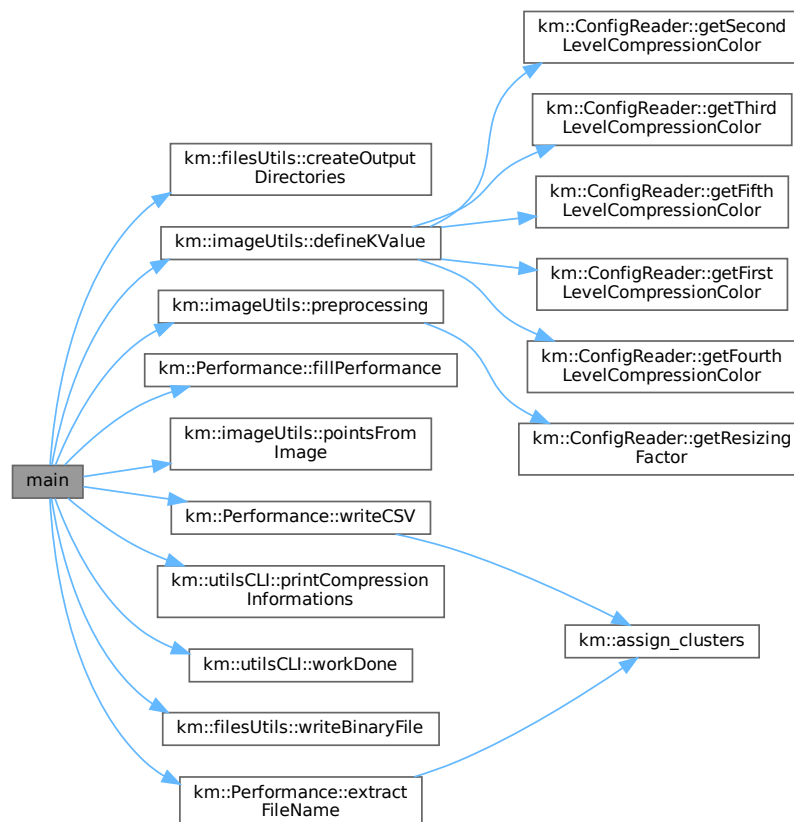 main
km::filesUtils::createOutput
Directories
km::imageUtils::defineKValue
km::imageUtils::preprocessing
km::Performance::fillPerformance
km::imageUtils::pointsFrom
Image
km::Performance::writeCSV
km::utilsCLI::printCompression
Informations
km::utilsCLI::workDone
km::filesUtils::writeBinaryFile
km::Performance::extract
FileName
km::ConfigReader::getSecond
LevelCompressionColor
km::ConfigReader::getThird
LevelCompressionColor
km::ConfigReader::getFifth
LevelCompressionColor
km::ConfigReader::getFirst
LevelCompressionColor
km::ConfigReader::getFourth
LevelCompressionColor
km::ConfigReader::getResizing
Factor
km::assign_clusters